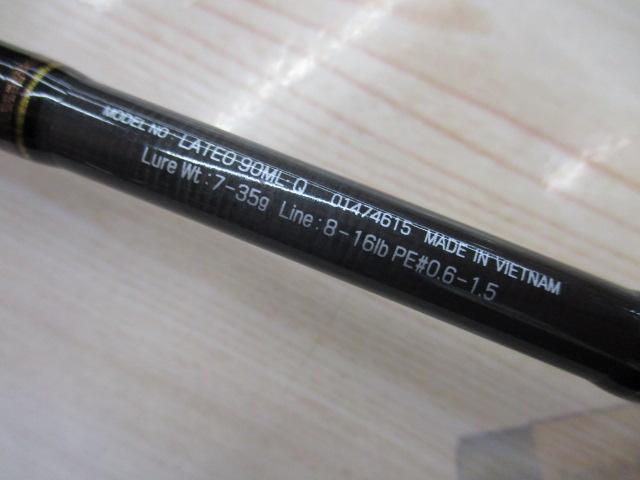 MODEL NO. LATEO 90ML・Q 01474615 MADE IN VIETNAM
Lure Wt:7-35g Line:8-16lb PE#0.6-1.5